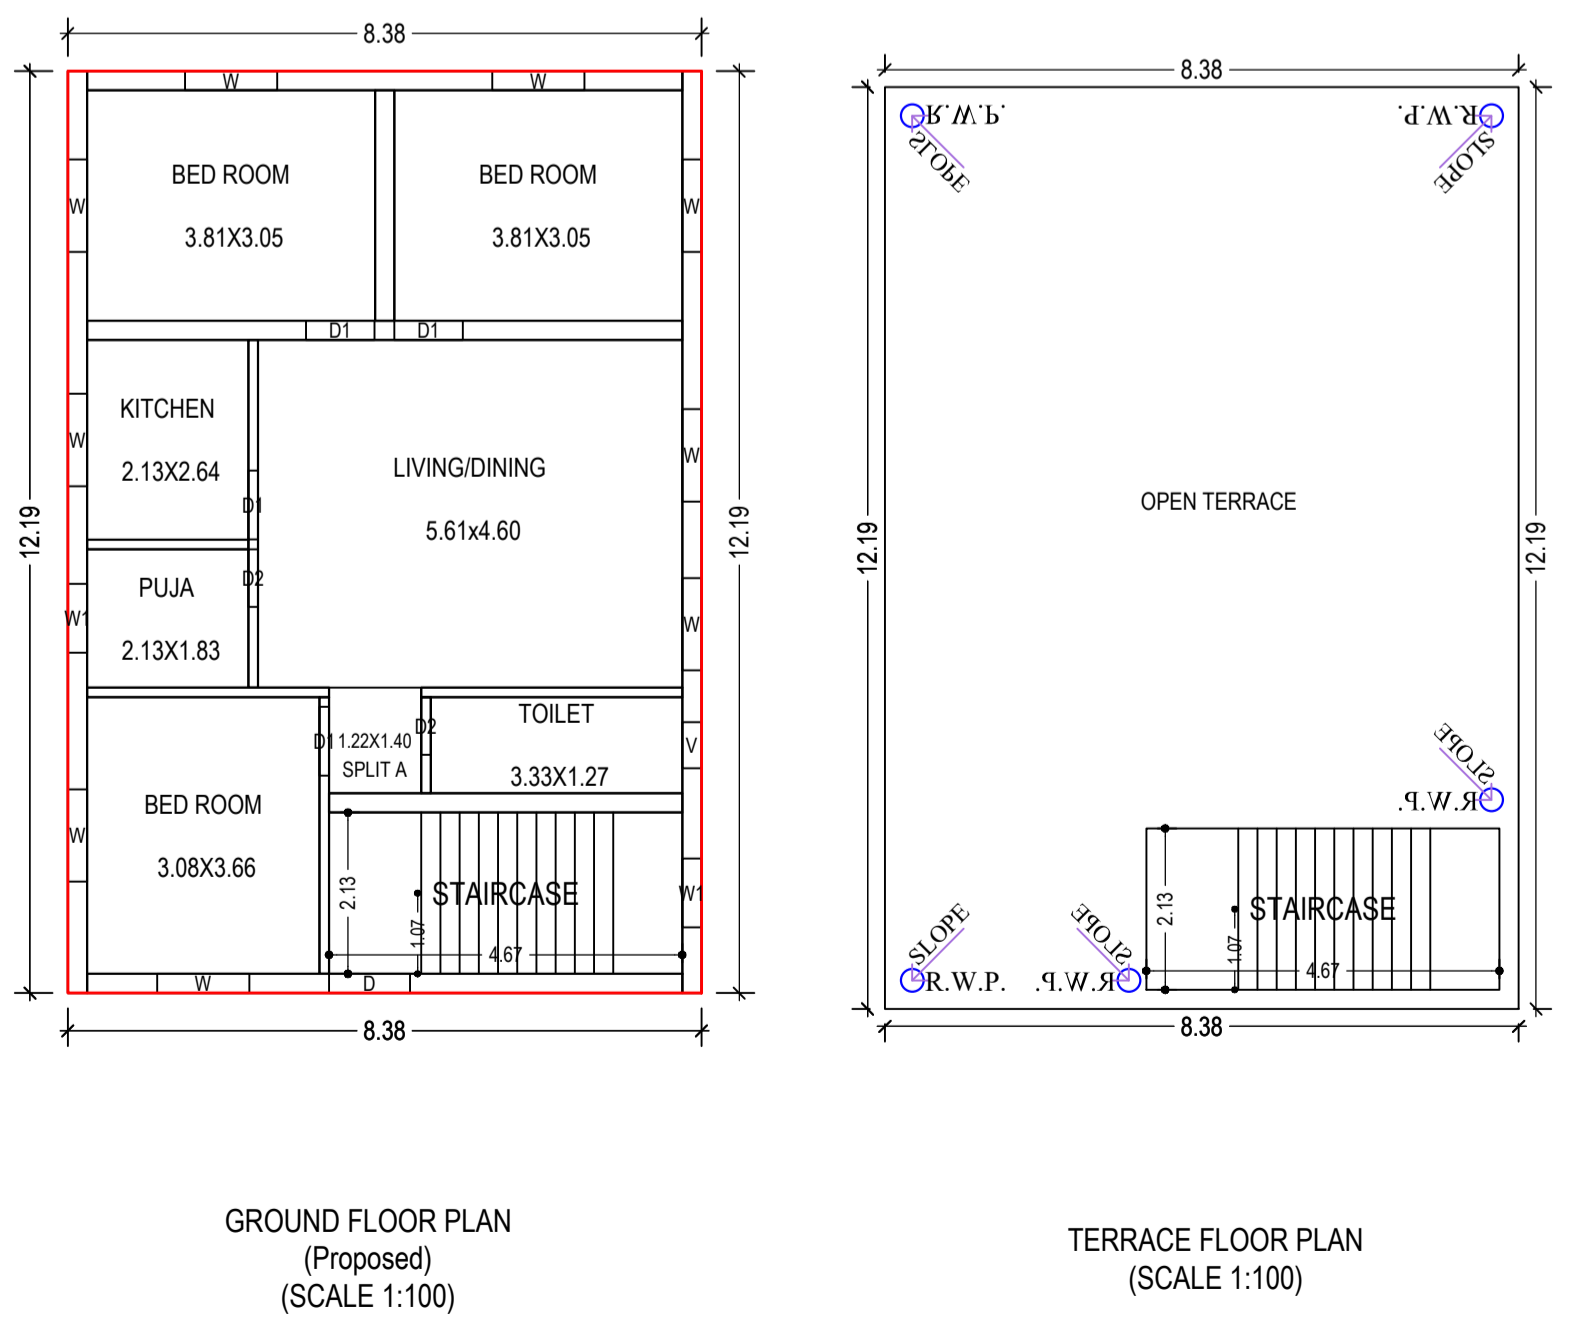 8.38
W
W
BED ROOM
3.81X3.05
BED ROOM
3.81X3.05
W
W
D1
D1
KITCHEN
2.13X2.64
W
D1
LIVING/DINING
5.61x4.60
W
12.19
12.19
PUJA
2.13X1.83
W1
D2
W
D1
1.22X1.40
SPLIT A
D2
TOILET
3.33X1.27
V
BED ROOM
3.08X3.66
W
2.13
STAIRCASE
1.07
4.67
W1
W
D
8.38
GROUND FLOOR PLAN
(Proposed)
(SCALE 1:100)
8.38
R.W.P.
SLOPE
R.W.P.
SLOPE
OPEN TERRACE
12.19
12.19
SLOPE
R.W.P.
2.13
STAIRCASE
1.07
4.67
SLOPE
R.W.P.
SLOPE
R.W.P.
8.38
TERRACE FLOOR PLAN
(SCALE 1:100)